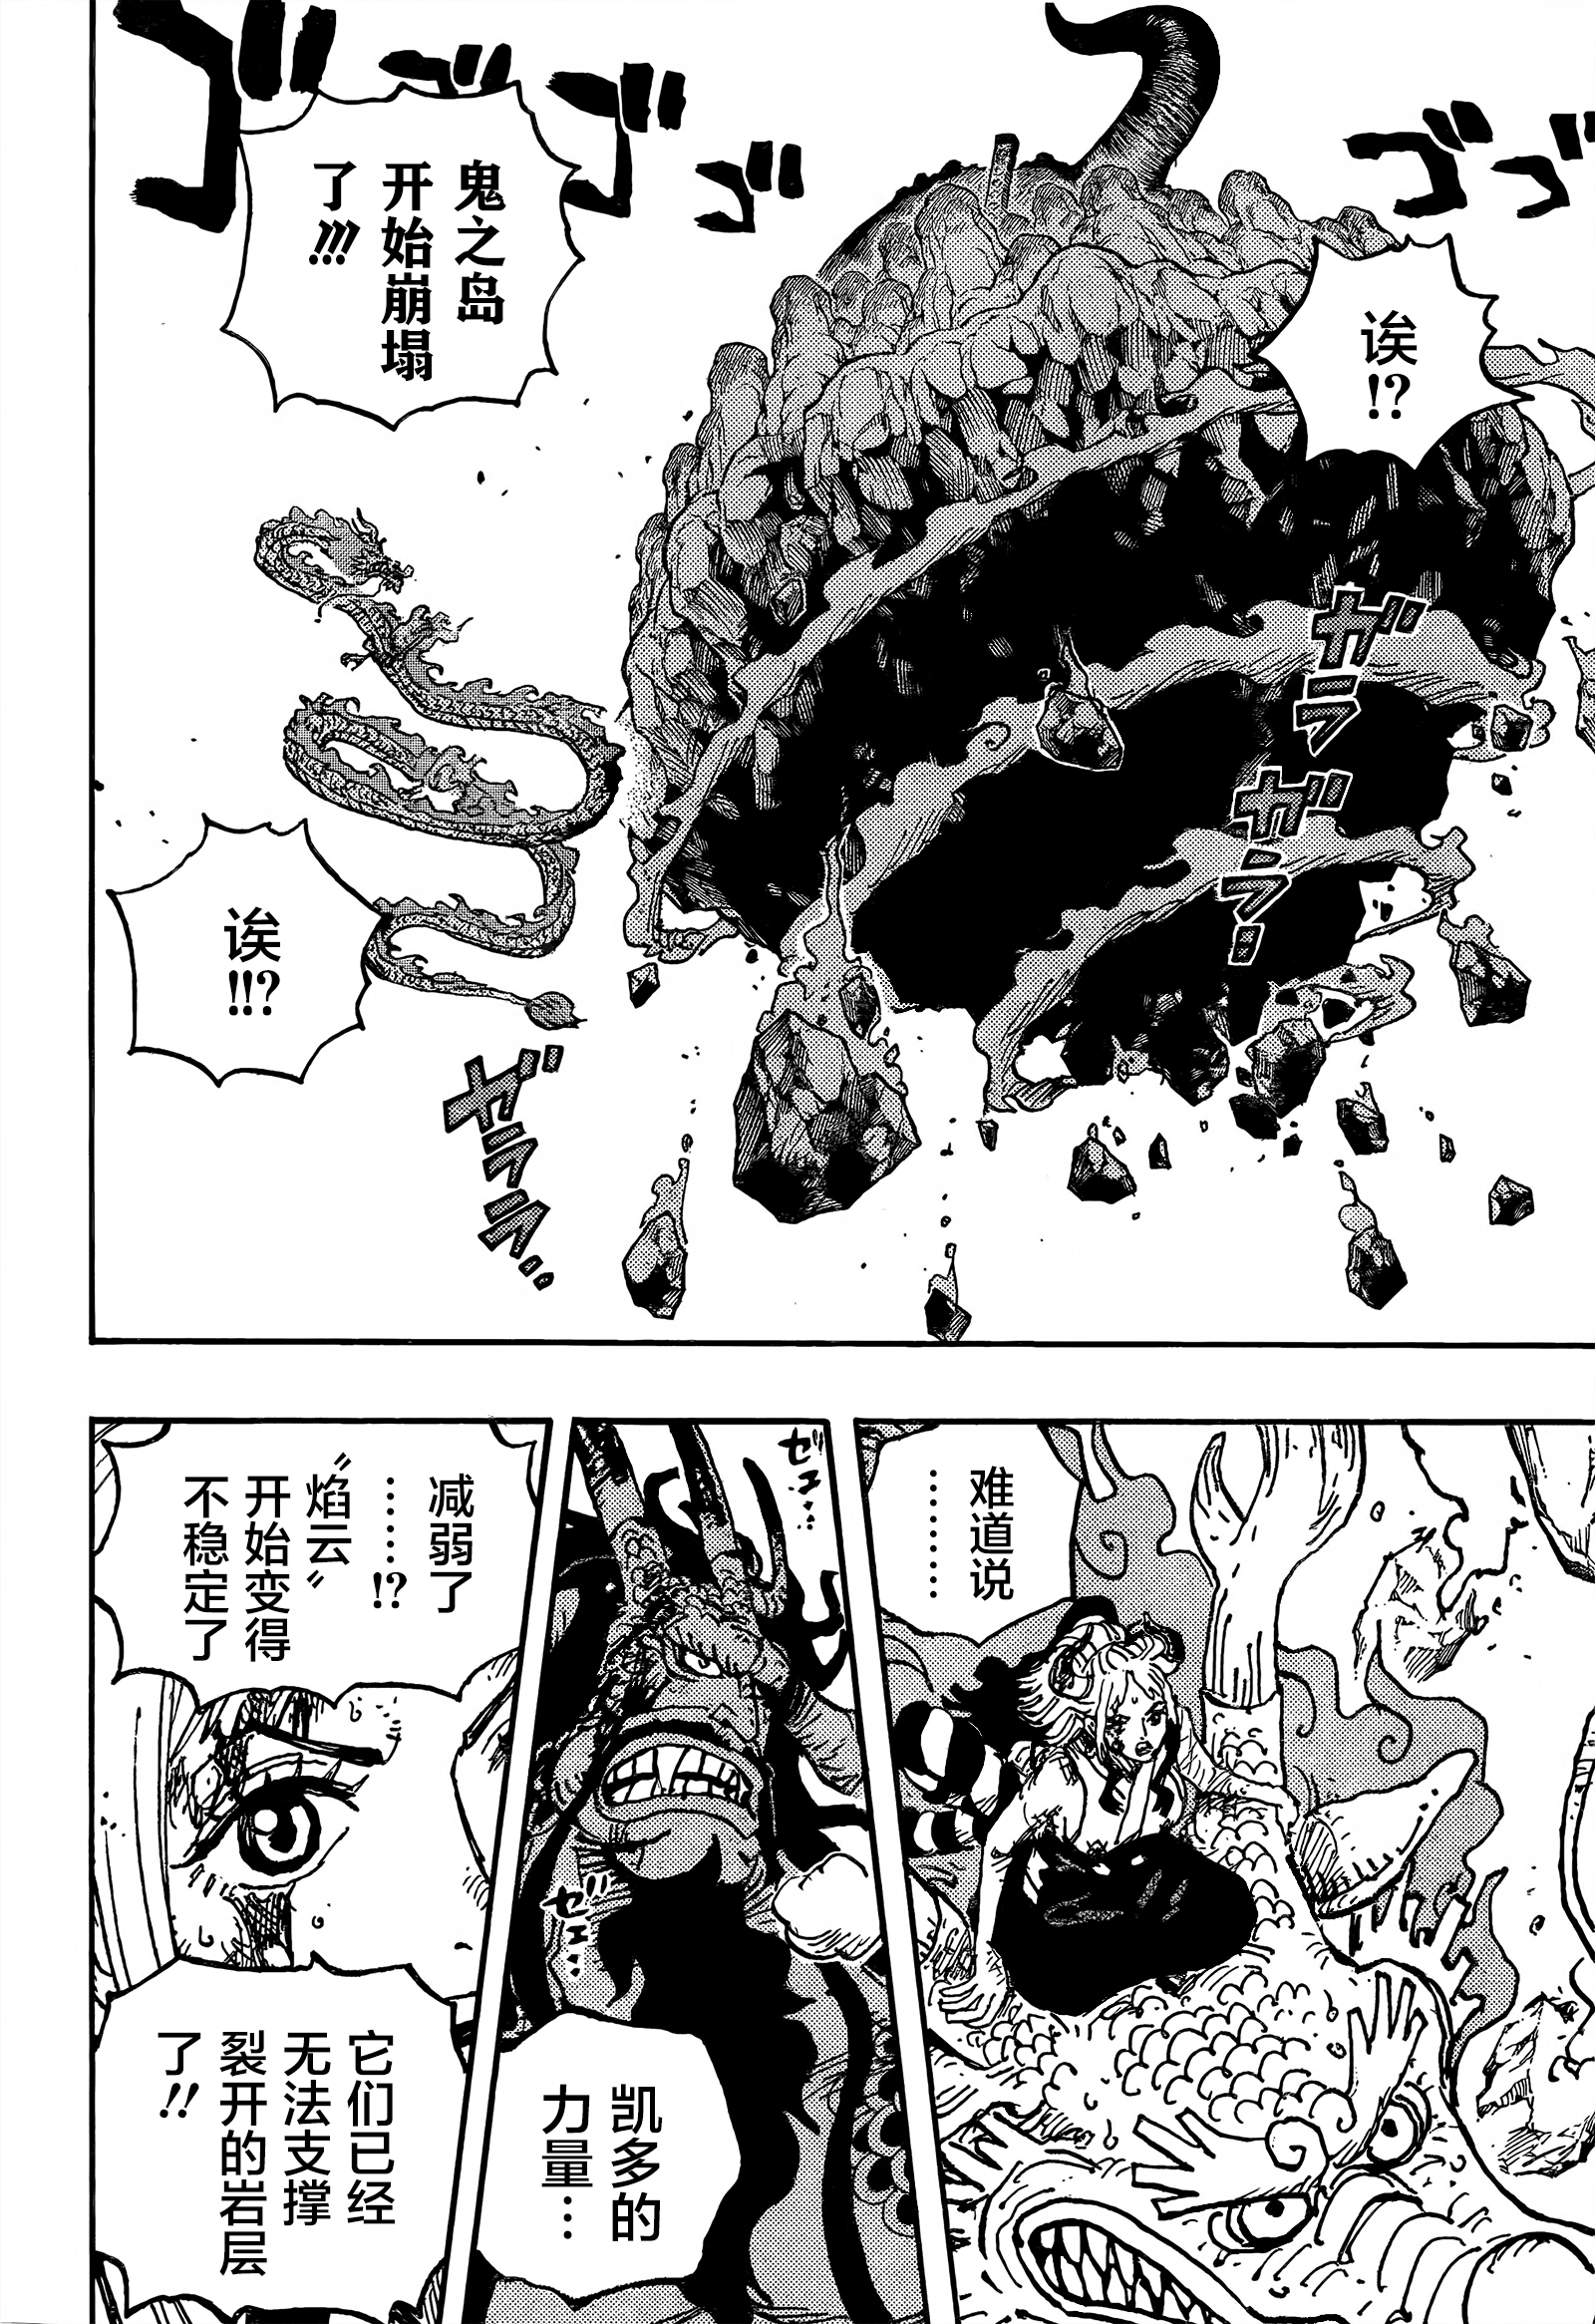 ゴゴ
诶
!?
ゴゴゴ
鬼之岛
开始崩塌
了!!!
ガラ
ガラー
诶
!!?
ザララ
ラ…
难道说
………
ゼェ…
ゼェ…
凯多的
力量…
减弱了
……!?
“焰云”
开始变得
不稳定了
它们已经
无法支撑
裂开的岩层
了!!